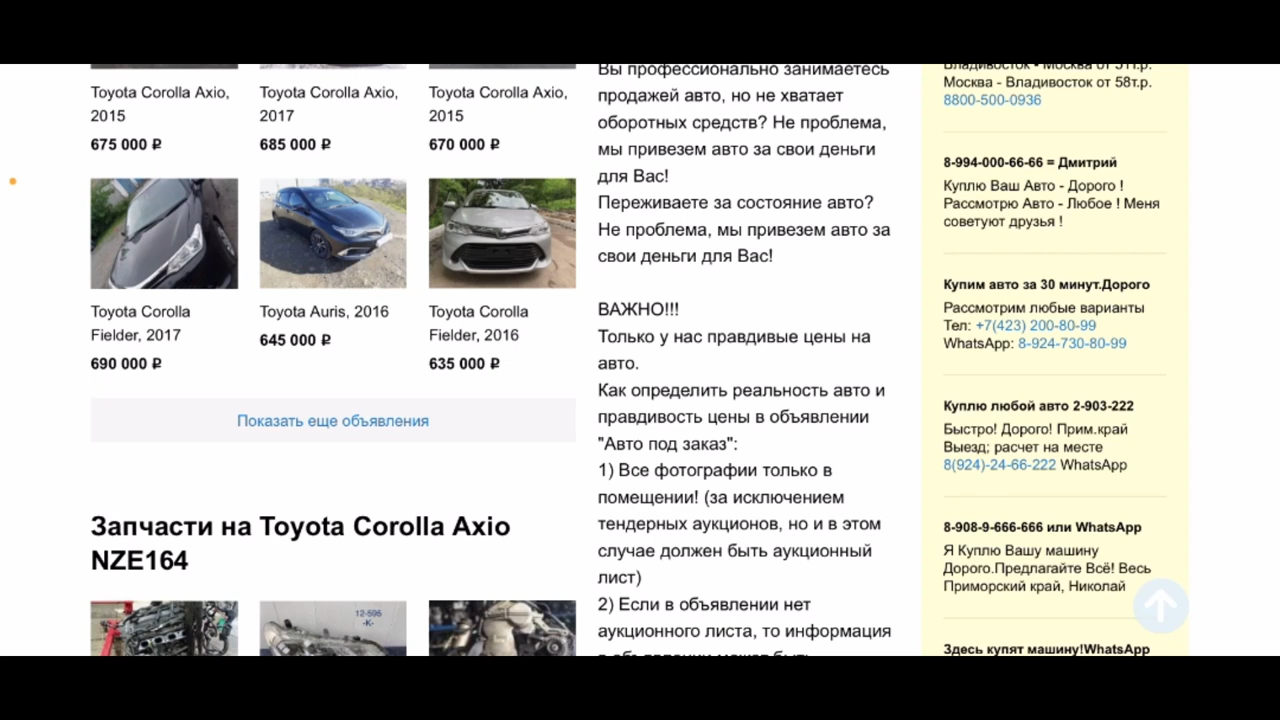 Toyota Corolla Axio,
2015
675 000 ₽
Toyota Corolla Axio,
2017
685 000 ₽
Toyota Corolla Axio,
2015
670 000 ₽
Toyota Corolla
Fielder, 2017
690 000 ₽
Toyota Auris, 2016
645 000 ₽
Toyota Corolla
Fielder, 2016
635 000 ₽
Показать еще объявления
Запчасти на Toyota Corolla Axio
NZE164
12-596
-K-
Вы профессионально занимаетесь
продажей авто, но не хватает
оборотных средств? Не проблема,
мы привезем авто за свои деньги
для Вас!
Переживаете за состояние авто?
Не проблема, мы привезем авто за
свои деньги для Вас!
ВАЖНО!!!
Только у нас правдивые цены на
авто.
Как определить реальность авто и
правдивость цены в объявлении
"Авто под заказ":
1) Все фотографии только в
помещении! (за исключением
тендерных аукционов, но и в этом
случае должен быть аукционный
лист)
2) Если в объявлении нет
аукционного листа, то информация
Владивосток - Москва от 51т.р.
Москва - Владивосток от 58т.р.
8800-500-0936
8-994-000-66-66 = Дмитрий
Куплю Ваш Авто - Дорого !
Рассмотрю Авто - Любое ! Меня
советуют друзья !
Купим авто за 30 минут.Дорого
Рассмотрим любые варианты
Тел: +7(423) 200-80-99
WhatsApp: 8-924-730-80-99
Куплю любой авто 2-903-222
Быстро! Дорого! Прим.край
Выезд; расчет на месте
8(924)-24-66-222 WhatsApp
8-908-9-666-666 или WhatsApp
Я Куплю Вашу машину
Дорого.Предлагайте Всё! Весь
Приморский край, Николай
Здесь купят машину!WhatsApp